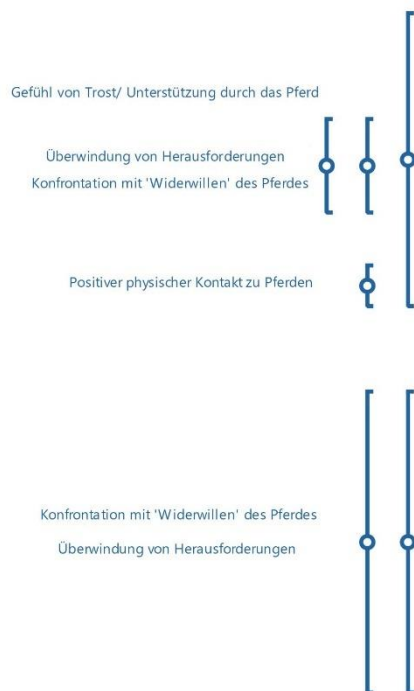 Gefühl von Trost/ Unterstützung durch das Pferd
Überwindung von Herausforderungen
Konfrontation mit 'Widerwillen' des Pferdes
Positiver physischer Kontakt zu Pferden
Konfrontation mit 'Widerwillen' des Pferdes
Überwindung von Herausforderungen